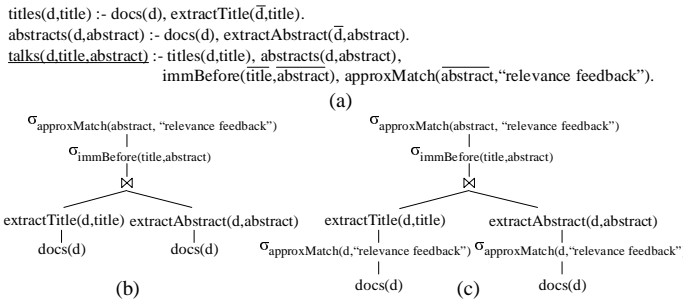 titles(d,title) :- docs(d), extractTitle(d̅,title).
abstracts(d,abstract) :- docs(d), extractAbstract(d̅,abstract).
talks(d,title,abstract) :- titles(d,title), abstracts(d,abstract),
immBefore(title,abstract), approxMatch(abstract,“relevance feedback”).
(a)
σapproxMatch(abstract, “relevance feedback”) σapproxMatch(abstract, “relevance feedback”)
σimmBefore(title,abstract) σimmBefore(title,abstract)
⋈ ⋈
extractTitle(d,title) extractAbstract(d,abstract) extractTitle(d,title) extractAbstract(d,abstract)
docs(d) docs(d) σapproxMatch(d,“relevance feedback”) σapproxMatch(d,“relevance feedback”
docs(d) docs(d)
(b) (c)